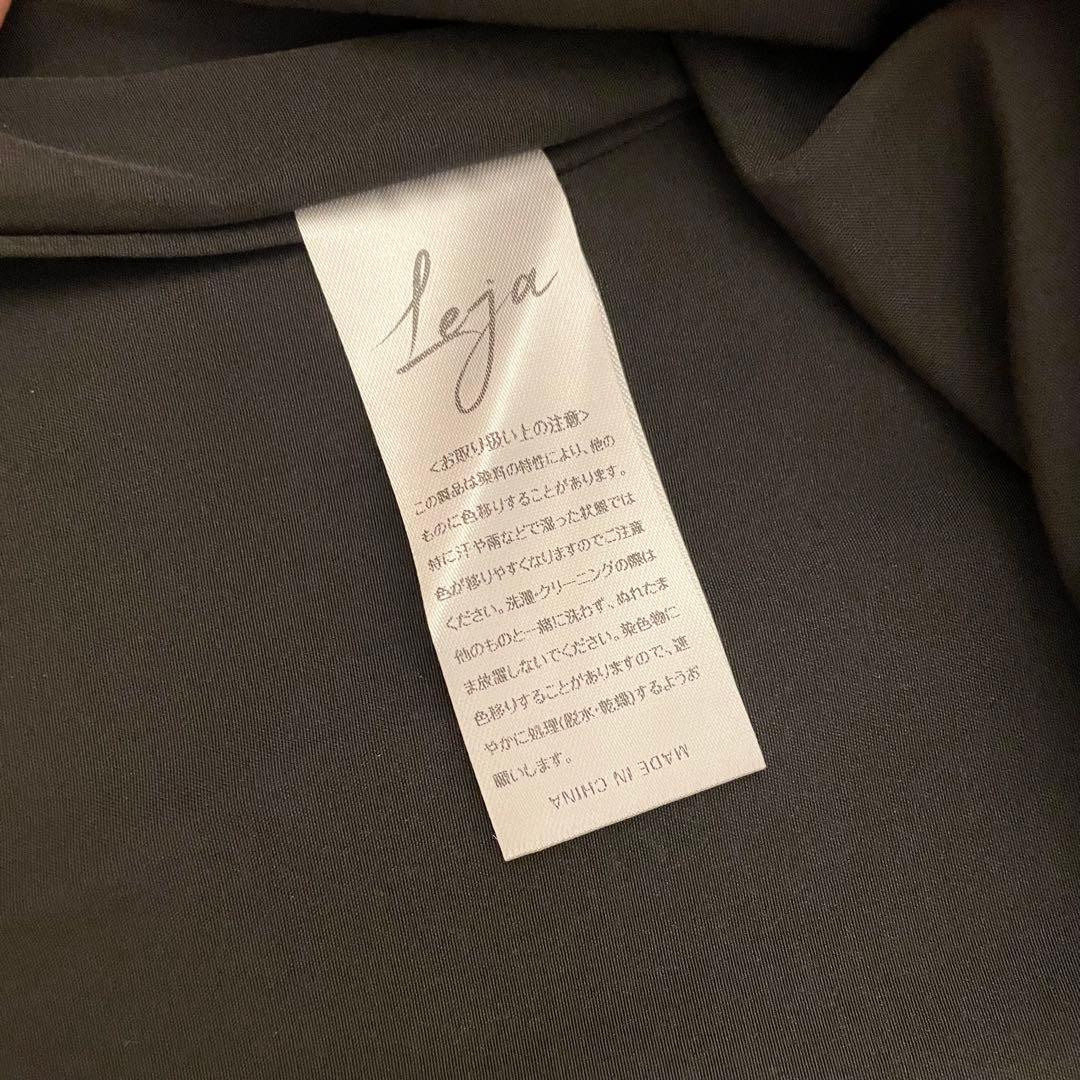 Leja
<お取り扱い上の注意>
この製品は染料の特性により、他の
ものに色移りすることがあります。
特に汗や雨などで湿った状態では
色が移りやすくなりますのでご注意
ください。洗濯・クリーニングの際は
他のものと一緒に洗わず、ぬれたま
ま放置しないでください。染色物に
色移りすることがありますので、速
やかに処理(脱水・乾燥)するようお
願いします。
MADE IN CHINA